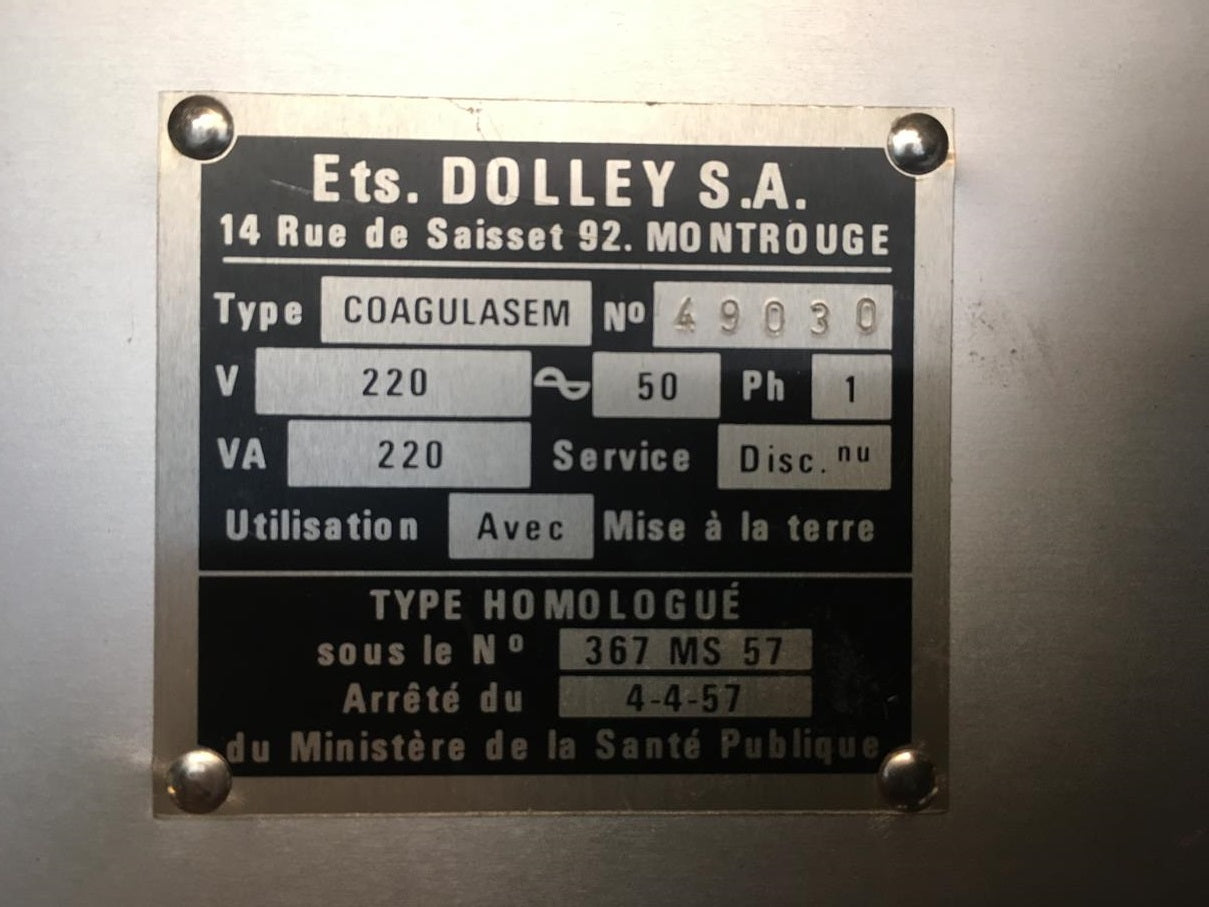 Ets. DOLLEY S.A.
14 Rue de Saisset 92. MONTROUGE
Type COAGULASEM Nº 49030
V 220 50 Ph 1
VA 220 Service Disc.nu
Utilisation Avec Mise à la terre
TYPE HOMOLOGUÉ
sous le Nº 367 MS 57
Arrêté du 4-4-57
du Ministère de la Santé Publique